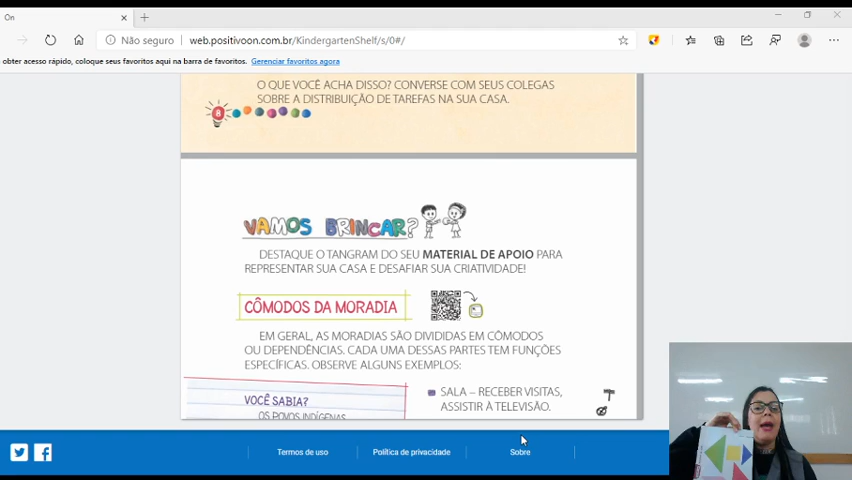 On
Não seguro
web.positivoon.com.br/KindergartenShelf/s/0#/
obter acesso rápido, coloque seus favoritos aqui na barra de favoritos. Gerenciar favoritos agora
O QUE VOCÊ ACHA DISSO? CONVERSE COM SEUS COLEGAS
SOBRE A DISTRIBUIÇÃO DE TAREFAS NA SUA CASA.
8
VAMOS BRINCAR?
DESTAQUE O TANGRAM DO SEU MATERIAL DE APOIO PARA
REPRESENTAR SUA CASA E DESAFIAR SUA CRIATIVIDADE!
CÔMODOS DA MORADIA
EM GERAL, AS MORADIAS SÃO DIVIDIDAS EM CÔMODOS
OU DEPENDÊNCIAS. CADA UMA DESSAS PARTES TEM FUNÇÕES
ESPECÍFICAS. OBSERVE ALGUNS EXEMPLOS:
VOCÊ SABIA?
OS POVOS INDÍGENAS
SALA – RECEBER VISITAS,
ASSISTIR À TELEVISÃO.
Termos de uso
Política de privacidade
Sobre